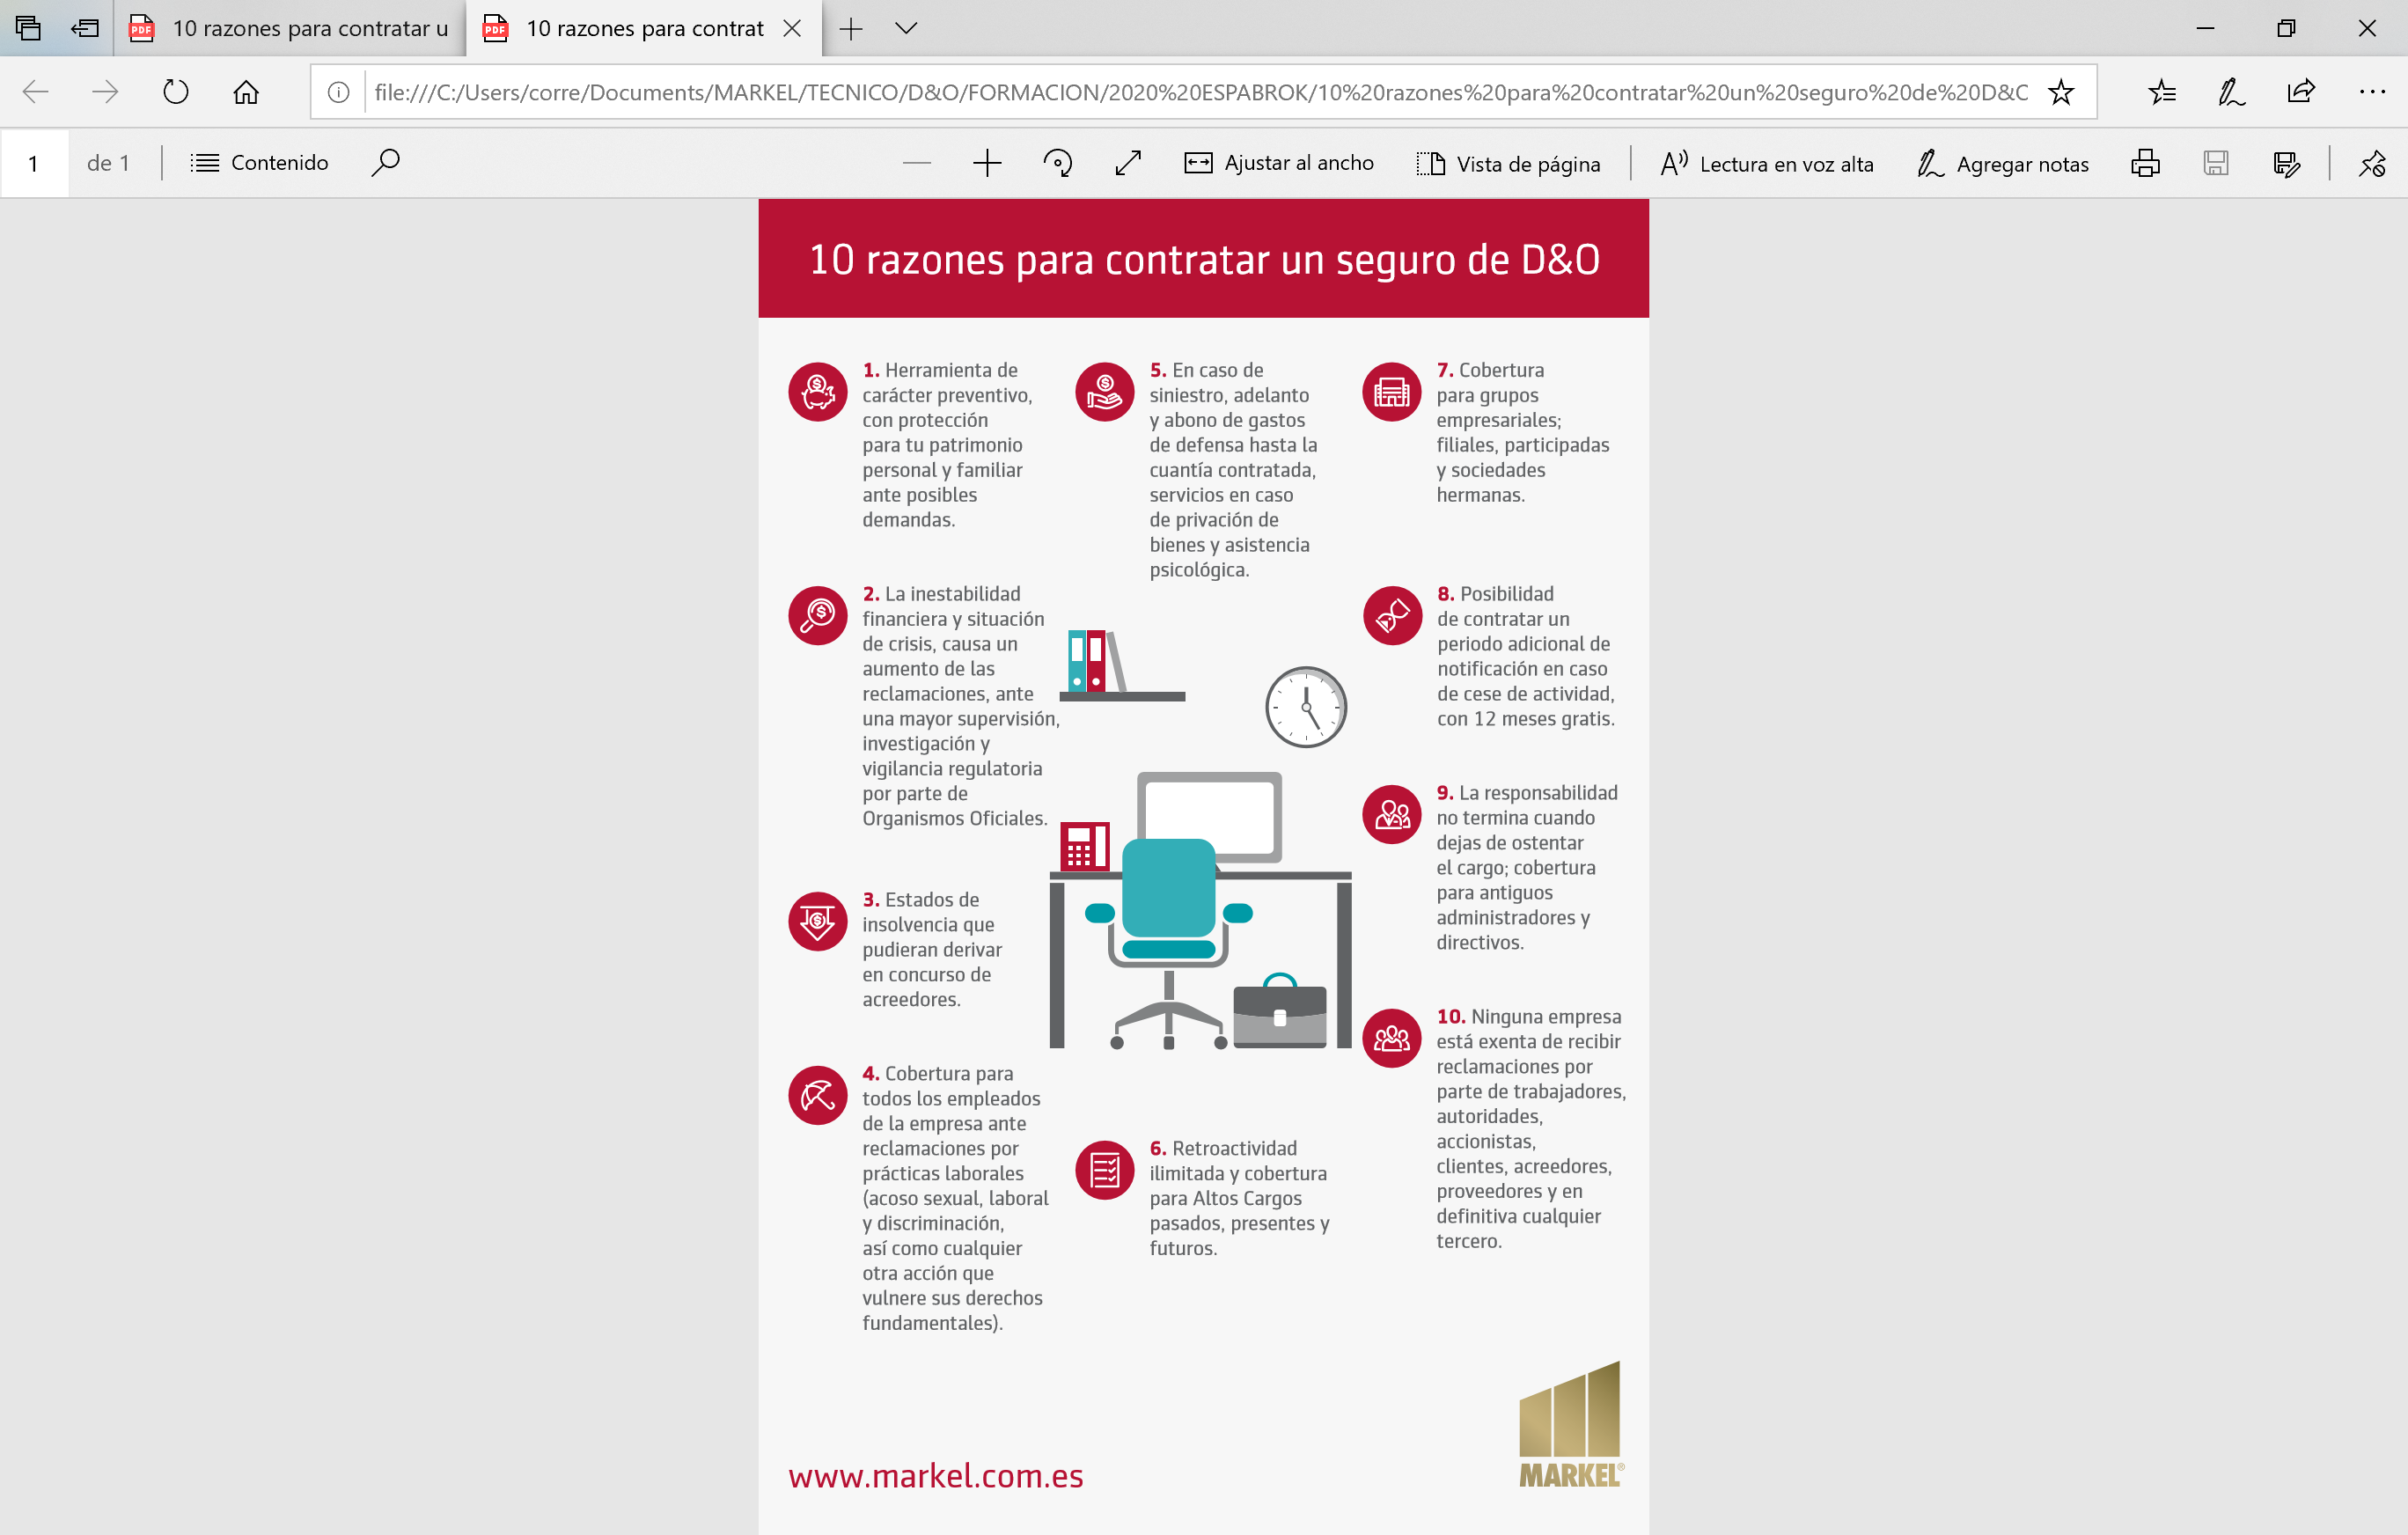 10 razones para contratar u
10 razones para contrat
file:///C:/Users/corre/Documents/MARKEL/TECNICO/D&O/FORMACION/2020%20ESPABROK/10%20razones%20para%20contratar%20un%20seguro%20de%20D&C
1 de 1 Contenido Ajustar al ancho Vista de página Lectura en voz alta Agregar notas
10 razones para contratar un seguro de D&O
1. Herramienta de
carácter preventivo,
con protección
para tu patrimonio
personal y familiar
ante posibles
demandas.
2. La inestabilidad
financiera y situación
de crisis, causa un
aumento de las
reclamaciones, ante
una mayor supervisión,
investigación y
vigilancia regulatoria
por parte de
Organismos Oficiales.
3. Estados de
insolvencia que
pudieran derivar
en concurso de
acreedores.
4. Cobertura para
todos los empleados
de la empresa ante
reclamaciones por
prácticas laborales
(acoso sexual, laboral
y discriminación,
así como cualquier
otra acción que
vulnere sus derechos
fundamentales).
5. En caso de
siniestro, adelanto
y abono de gastos
de defensa hasta la
cuantía contratada,
servicios en caso
de privación de
bienes y asistencia
psicológica.
6. Retroactividad
ilimitada y cobertura
para Altos Cargos
pasados, presentes y
futuros.
7. Cobertura
para grupos
empresariales;
filiales, participadas
y sociedades
hermanas.
8. Posibilidad
de contratar un
periodo adicional de
notificación en caso
de cese de actividad,
con 12 meses gratis.
9. La responsabilidad
no termina cuando
dejas de ostentar
el cargo; cobertura
para antiguos
administradores y
directivos.
10. Ninguna empresa
está exenta de recibir
reclamaciones por
parte de trabajadores,
autoridades,
accionistas,
clientes, acreedores,
proveedores y en
definitiva cualquier
tercero.
www.markel.com.es
MARKEL®